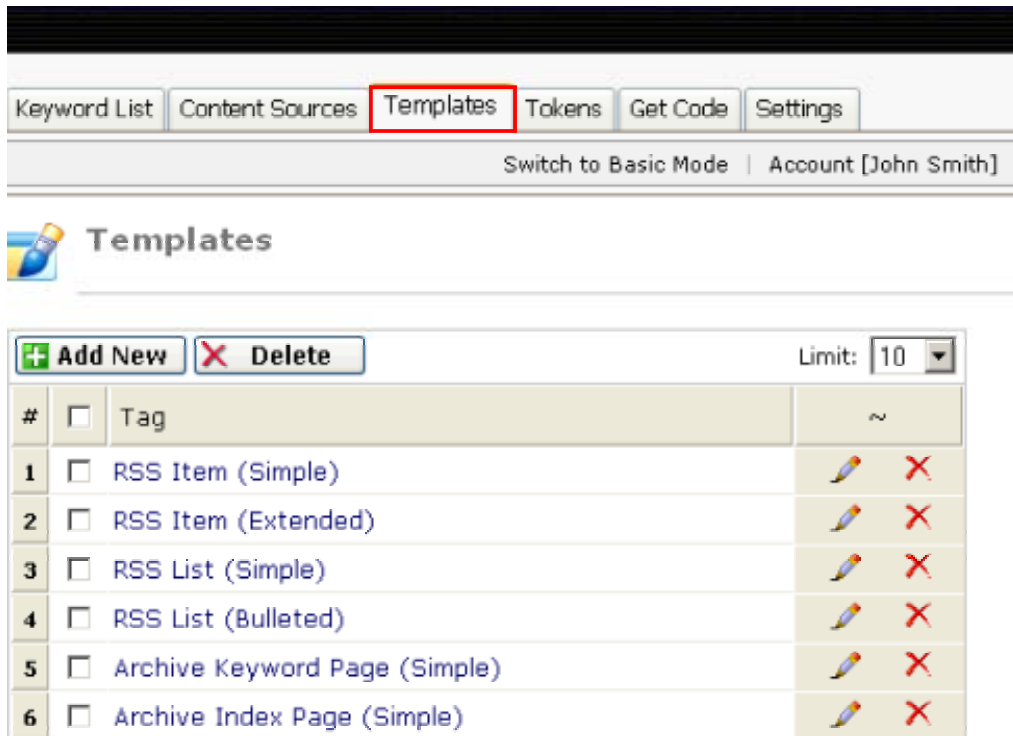 Keyword List Content Sources Templates Tokens Get Code Settings
Switch to Basic Mode | Account [John Smith]
Templates
Add New Delete Limit: 10
# Tag ~
1 RSS Item (Simple)
2 RSS Item (Extended)
3 RSS List (Simple)
4 RSS List (Bulleted)
5 Archive Keyword Page (Simple)
6 Archive Index Page (Simple)